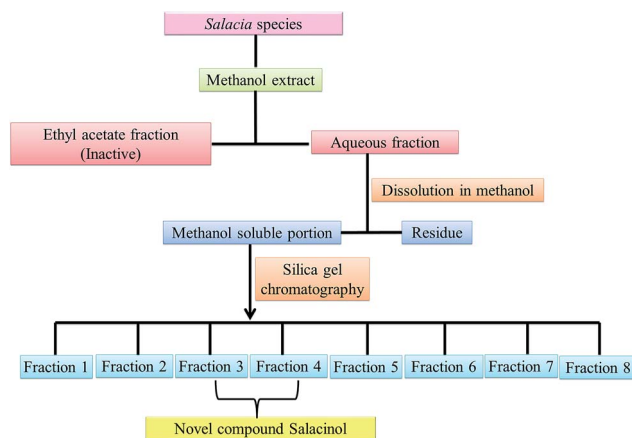 Salacia species
Methanol extract
Ethyl acetate fraction
(Inactive)
Aqueous fraction
Dissolution in methanol
Methanol soluble portion
Residue
Silica gel
chromatography
Fraction 1
Fraction 2
Fraction 3
Fraction 4
Fraction 5
Fraction 6
Fraction 7
Fraction 8
Novel compound Salacinol